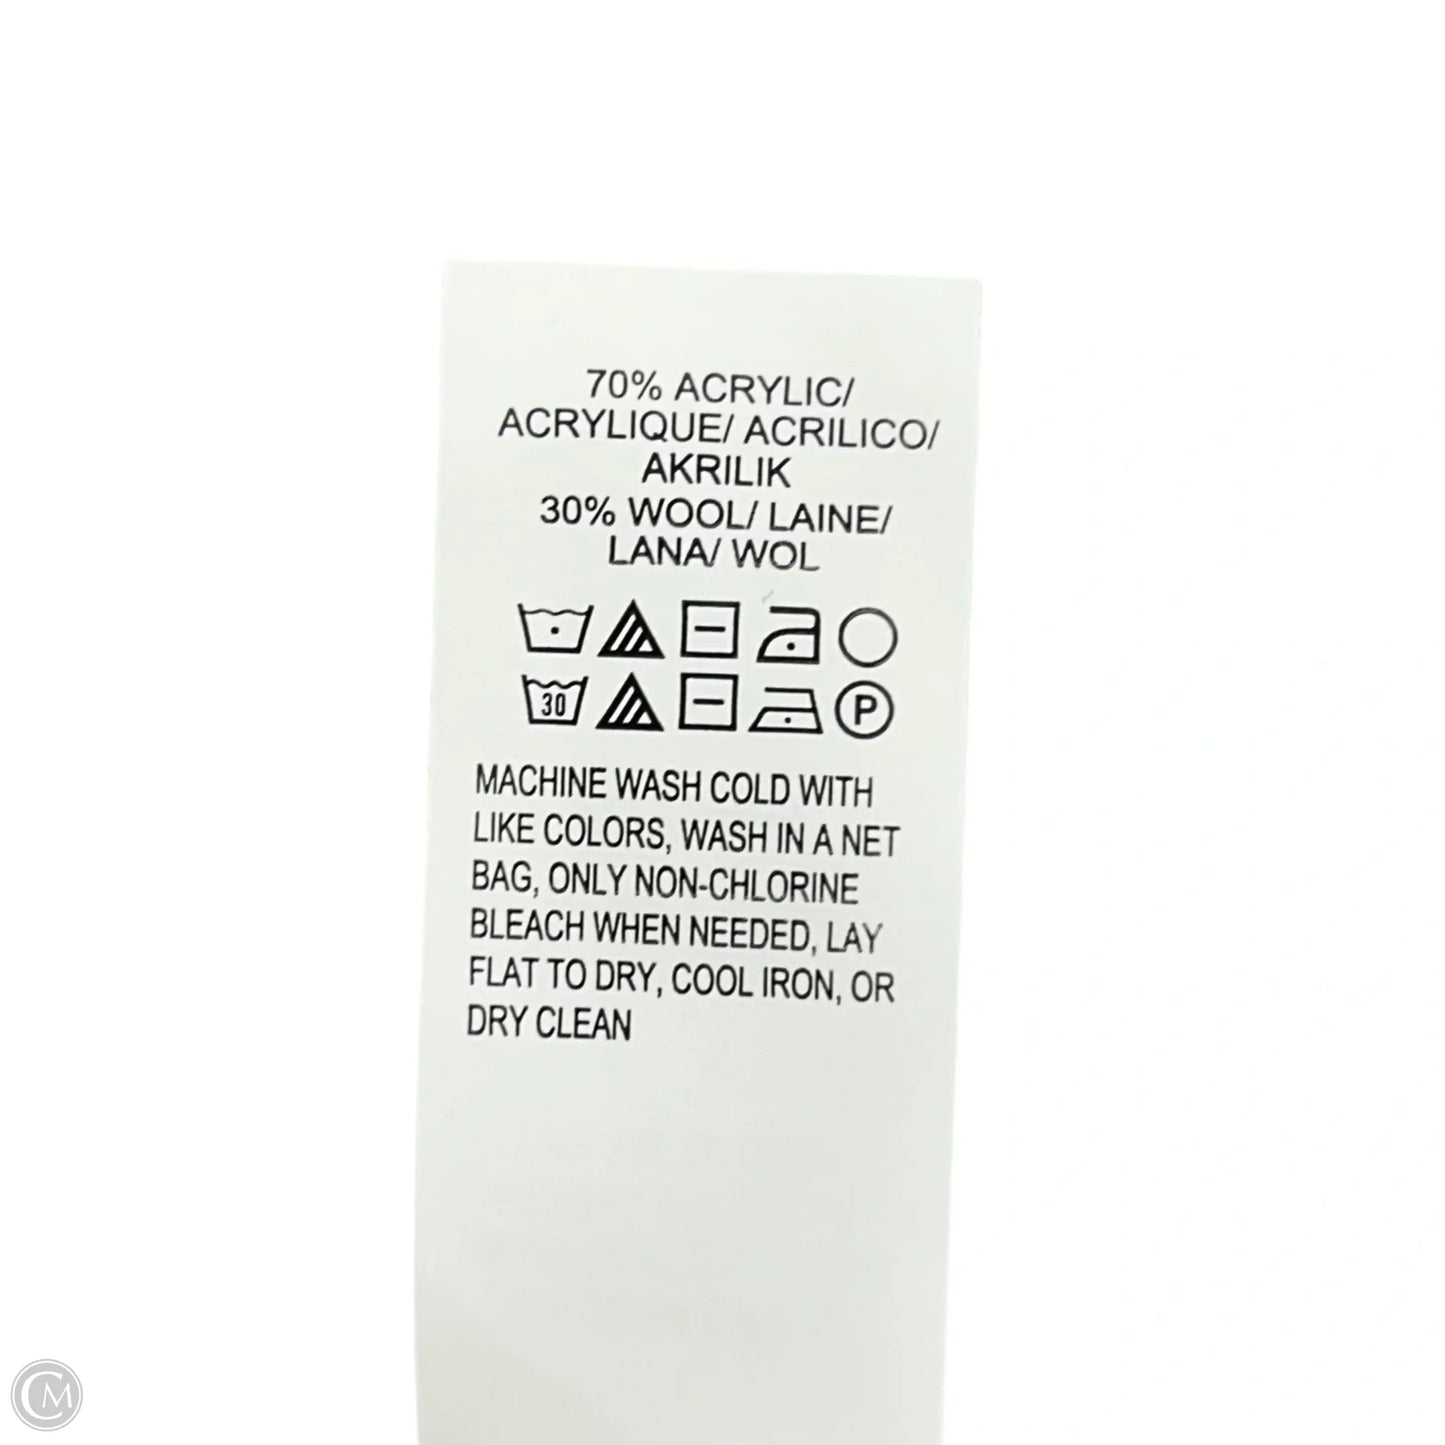 70% ACRYLIC/
ACRYLIQUE/ ACRILICO/
AKRILIK
30% WOOL/ LAINE/
LANA/ WOL
30 P
MACHINE WASH COLD WITH
LIKE COLORS, WASH IN A NET
BAG, ONLY NON-CHLORINE
BLEACH WHEN NEEDED, LAY
FLAT TO DRY, COOL IRON, OR
DRY CLEAN
CM